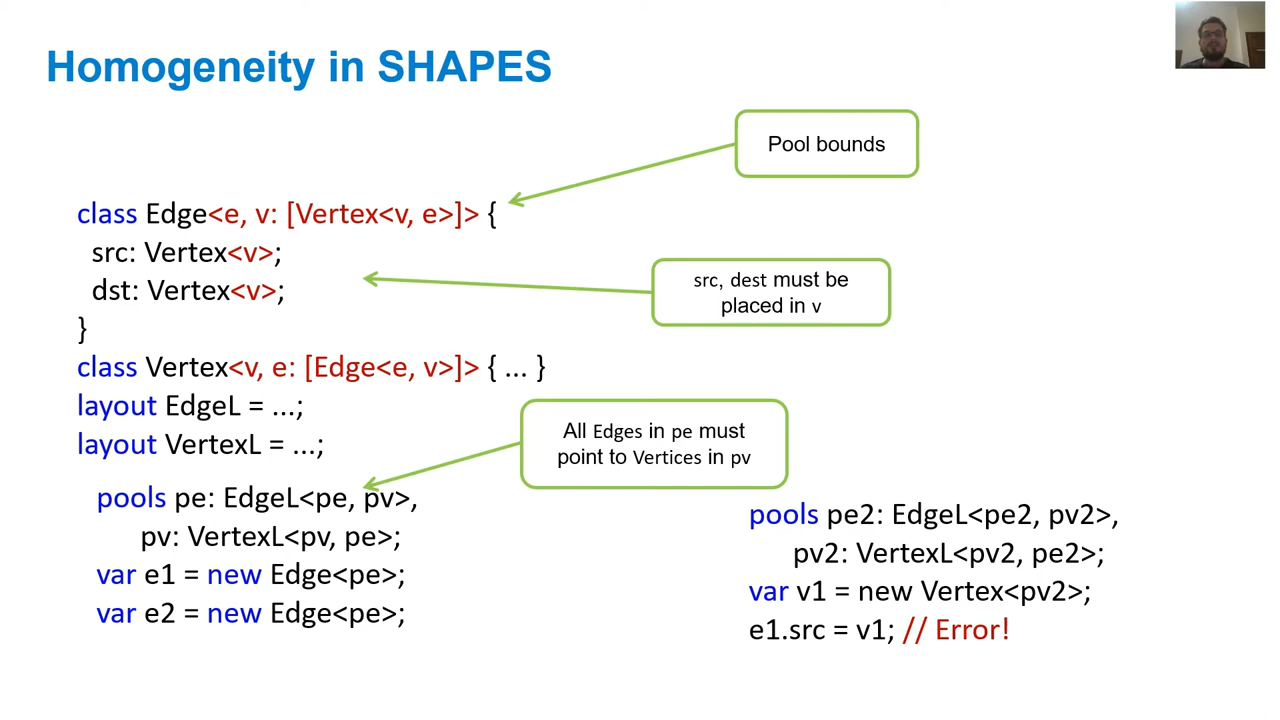 Homogeneity in SHAPES
Pool bounds
class Edge<e, v: [Vertex<v, e>]> {
src: Vertex<v>;
dst: Vertex<v>;
}
src, dest must be
placed in v
class Vertex<v, e: [Edge<e, v>]> { ... }
layout EdgeL = ...;
layout VertexL = ...;
All Edges in pe must
point to Vertices in pv
pools pe: EdgeL<pe, pv>,
pv: VertexL<pv, pe>;
var e1 = new Edge<pe>;
var e2 = new Edge<pe>;
pools pe2: EdgeL<pe2, pv2>,
pv2: VertexL<pv2, pe2>;
var v1 = new Vertex<pv2>;
e1.src = v1; // Error!